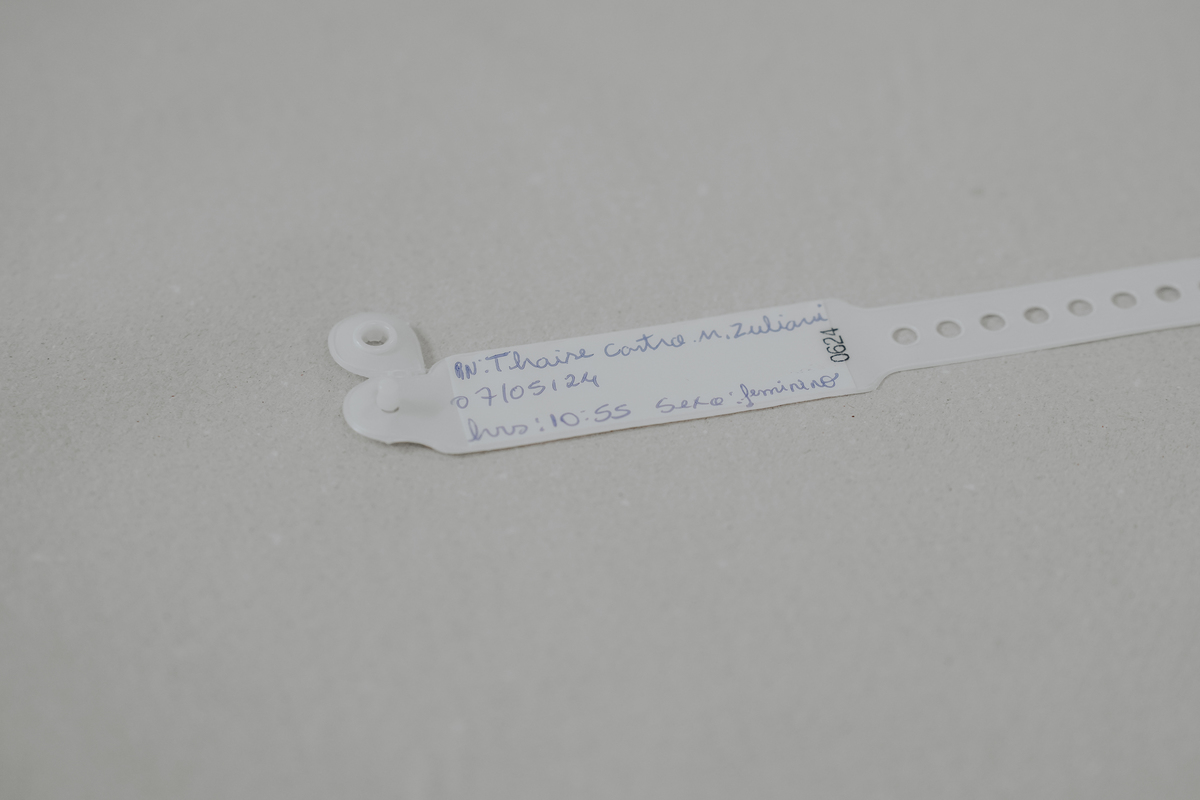 RN: Thaise Castro M. Zuliani
07/05/24
hrs: 10:55 Sexo: feminino
0624